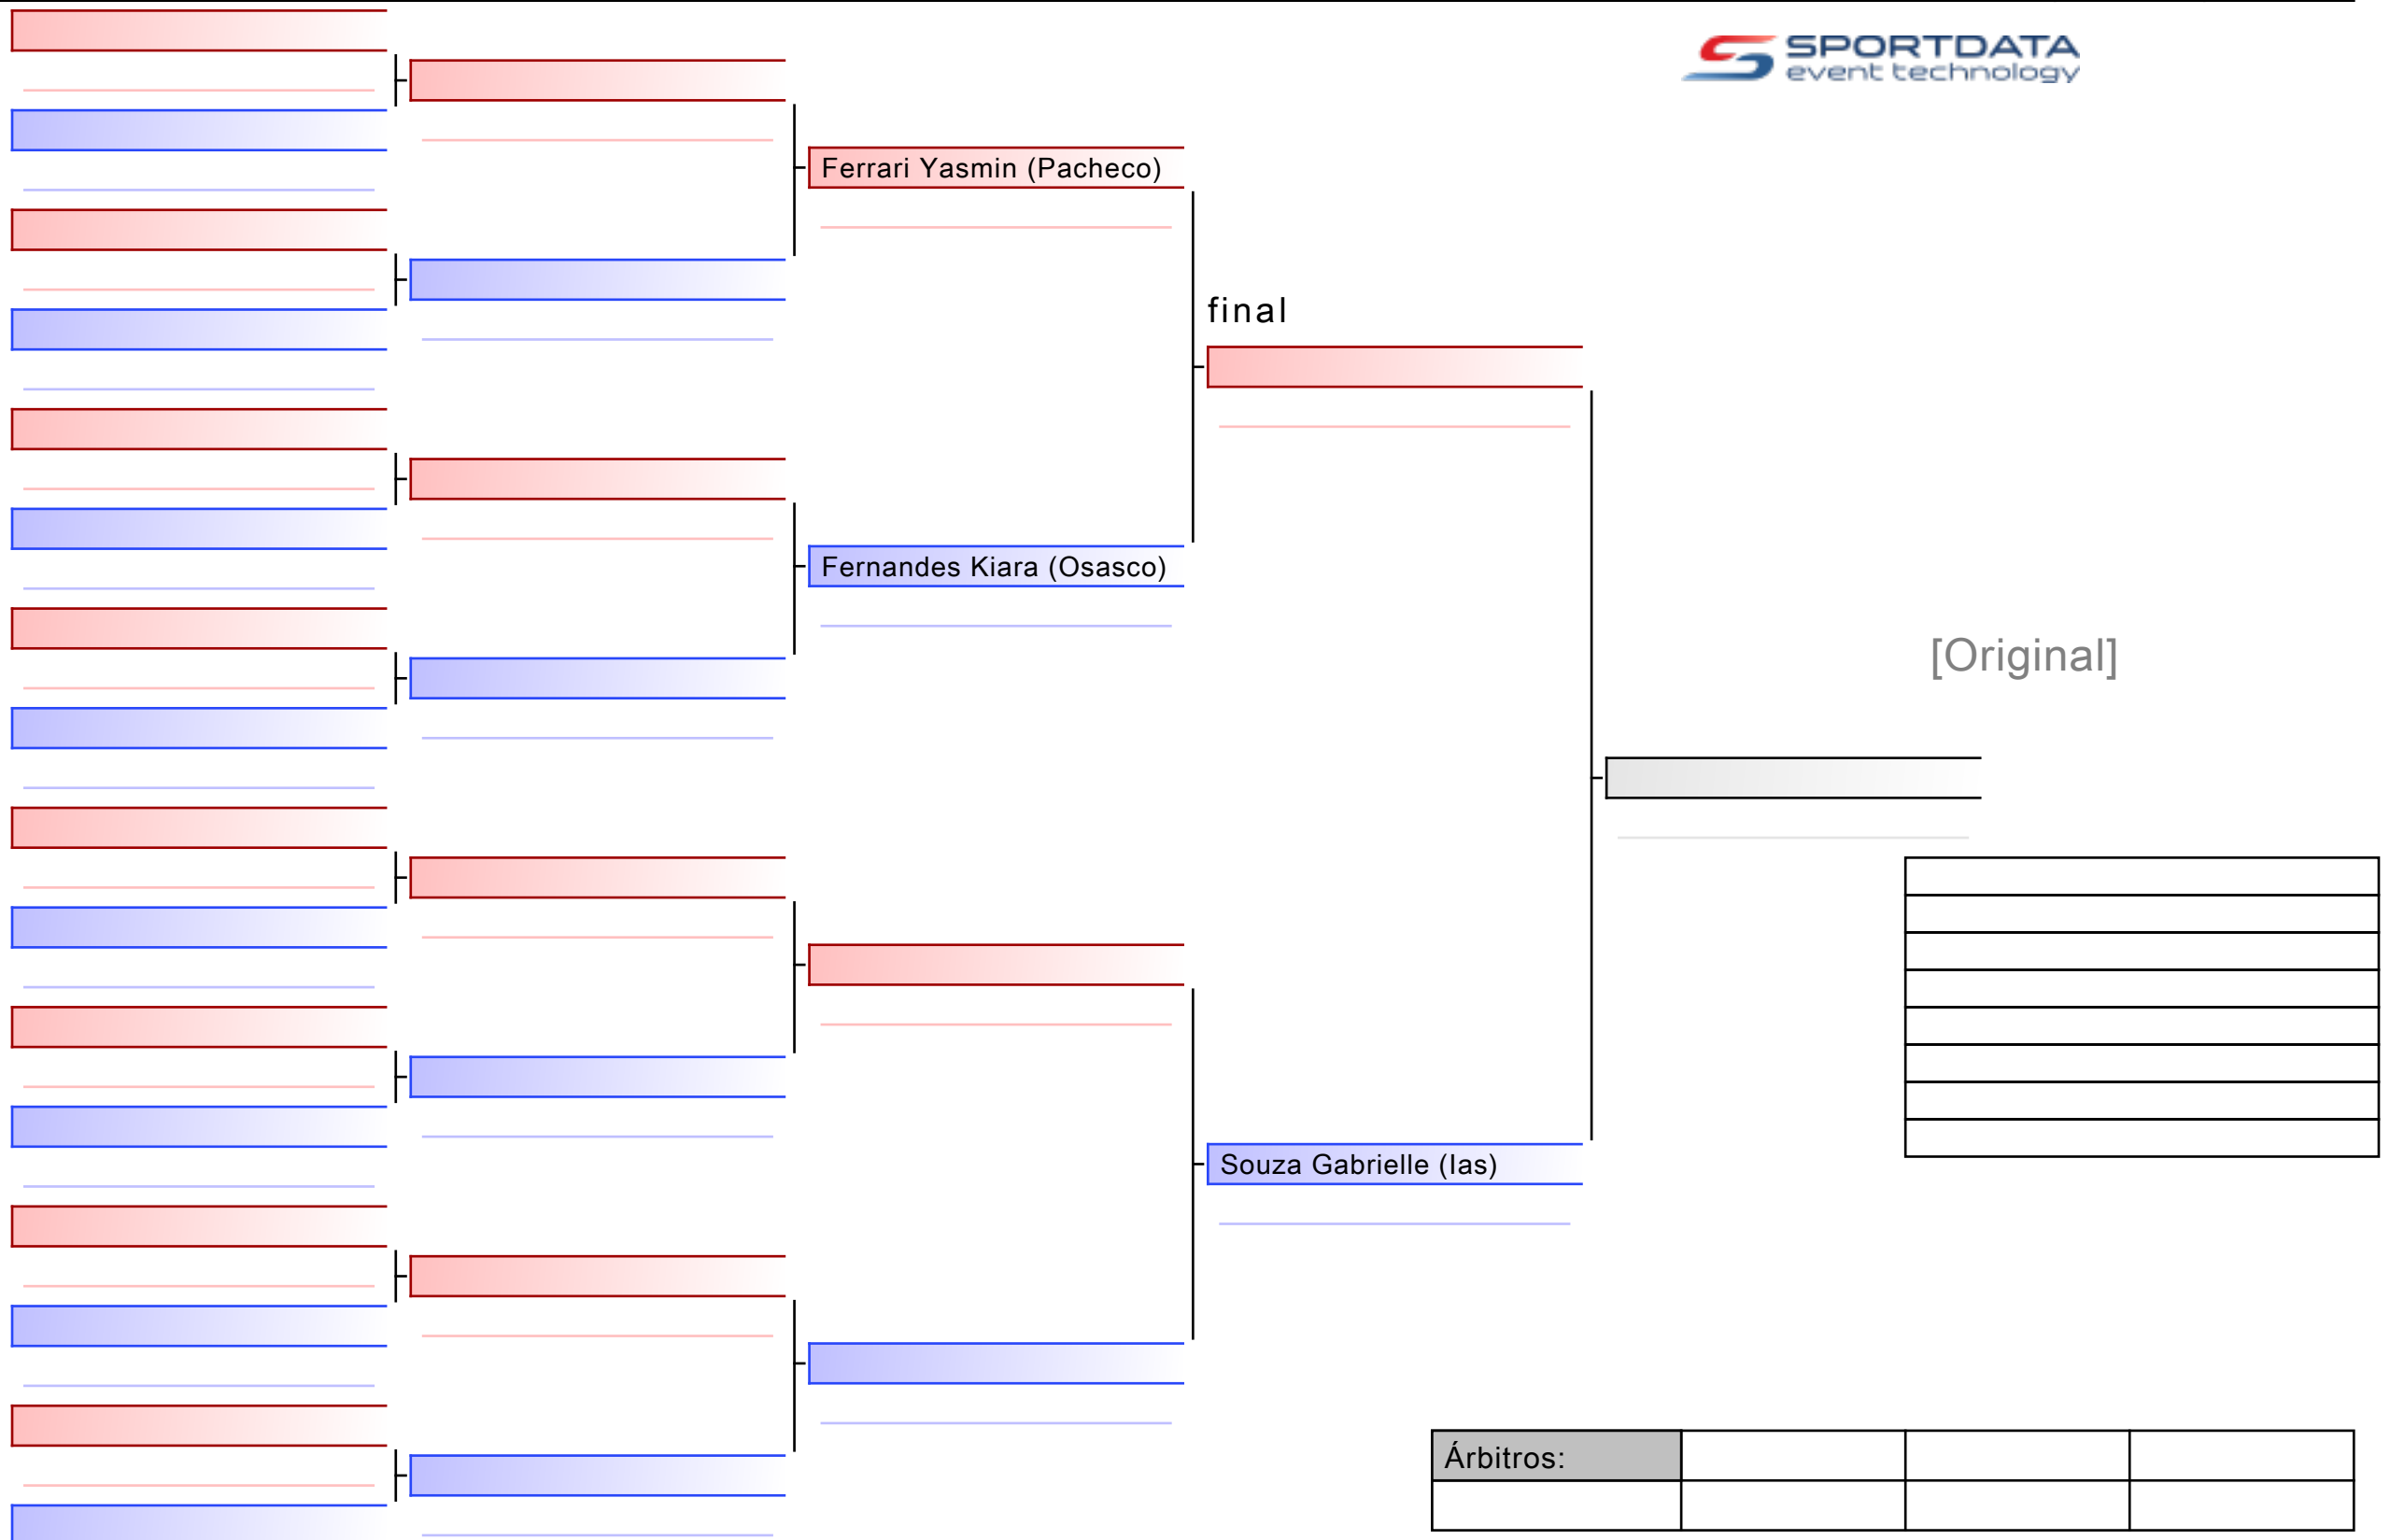 SPORTDATA
event technology
Ferrari Yasmin (Pacheco)
final
Fernandes Kiara (Osasco)
[Original]
Souza Gabrielle (Ias)
Árbitros: